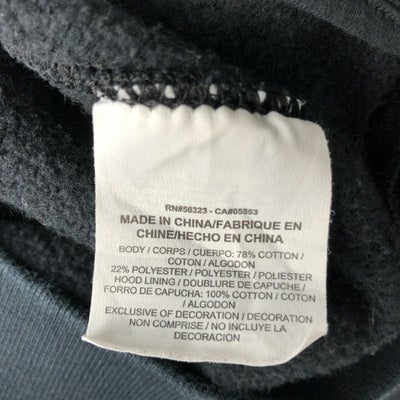 RN#56323 - CA#05553
MADE IN CHINA/FABRIQUE EN
CHINE/HECHO EN CHINA
BODY / CORPS / CUERPO: 78% COTTON /
COTON / ALGODON
22% POLYESTER / POLYESTER / POLIESTER
HOOD LINING / DOUBLURE DE CAPUCHE /
FORRO DE CAPUCHA: 100% COTTON / COTON
/ ALGODON
EXCLUSIVE OF DECORATION / DECORATION
NON COMPRISE / NO INCLUYE LA
DECORACION